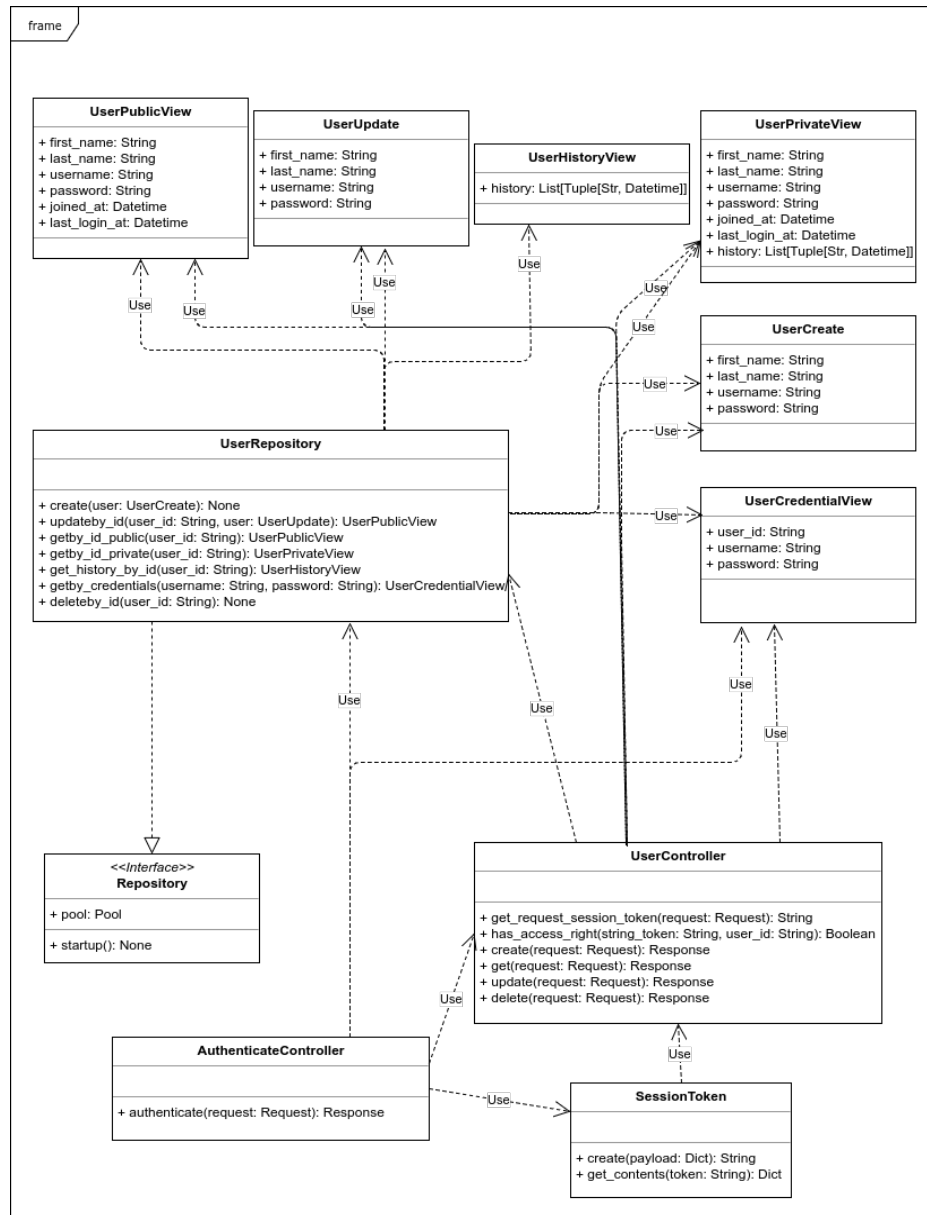 frame
UserPublicView
+ first_name: String
+ last_name: String
+ username: String
+ password: String
+ joined_at: Datetime
+ last_login_at: Datetime
UserUpdate
+ first_name: String
+ last_name: String
+ username: String
+ password: String
UserHistoryView
+ history: List[Tuple[Str, Datetime]]
UserPrivateView
+ first_name: String
+ last_name: String
+ username: String
+ password: String
+ joined_at: Datetime
+ last_login_at: Datetime
+ history: List[Tuple[Str, Datetime]]
Use
Use
Use
Use
Use
Use
Use
UserCreate
+ first_name: String
+ last_name: String
+ username: String
+ password: String
Use
Use
UserRepository
+ create(user: UserCreate): None
+ updateby_id(user_id: String, user: UserUpdate): UserPublicView
+ getby_id_public(user_id: String): UserPublicView
+ getby_id_private(user_id: String): UserPrivateView
+ get_history_by_id(user_id: String): UserHistoryView
+ getby_credentials(username: String, password: String): UserCredentialView
+ deleteby_id(user_id: String): None
Use
UserCredentialView
+ user_id: String
+ username: String
+ password: String
Use
Use
Use
Use
<<Interface>>
Repository
+ pool: Pool
+ startup(): None
UserController
+ get_request_session_token(request: Request): String
+ has_access_right(string_token: String, user_id: String): Boolean
+ create(request: Request): Response
+ get(request: Request): Response
+ update(request: Request): Response
+ delete(request: Request): Response
Use
Use
AuthenticateController
+ authenticate(request: Request): Response
Use
SessionToken
+ create(payload: Dict): String
+ get_contents(token: String): Dict